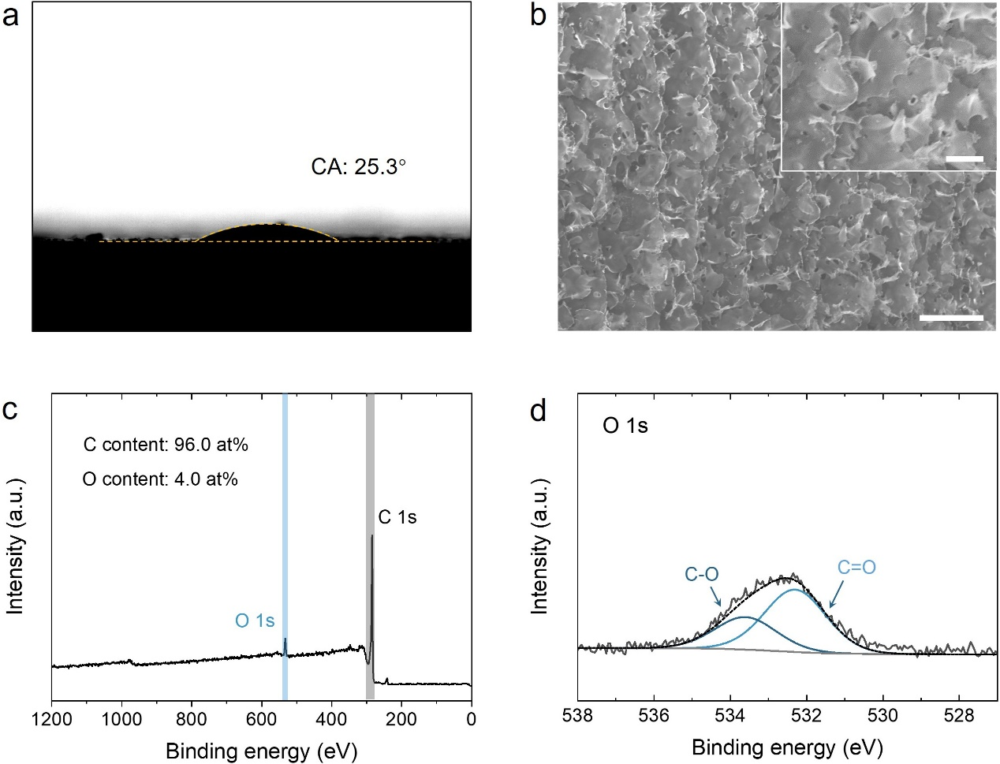 a
CA: 25.3°
b
c
C content: 96.0 at%
O content: 4.0 at%
C 1s
O 1s
Intensity (a.u.)
1200 1000 800 600 400 200 0
Binding energy (eV)
d
O 1s
C-O
C=O
Intensity (a.u.)
538 536 534 532 530 528
Binding energy (eV)